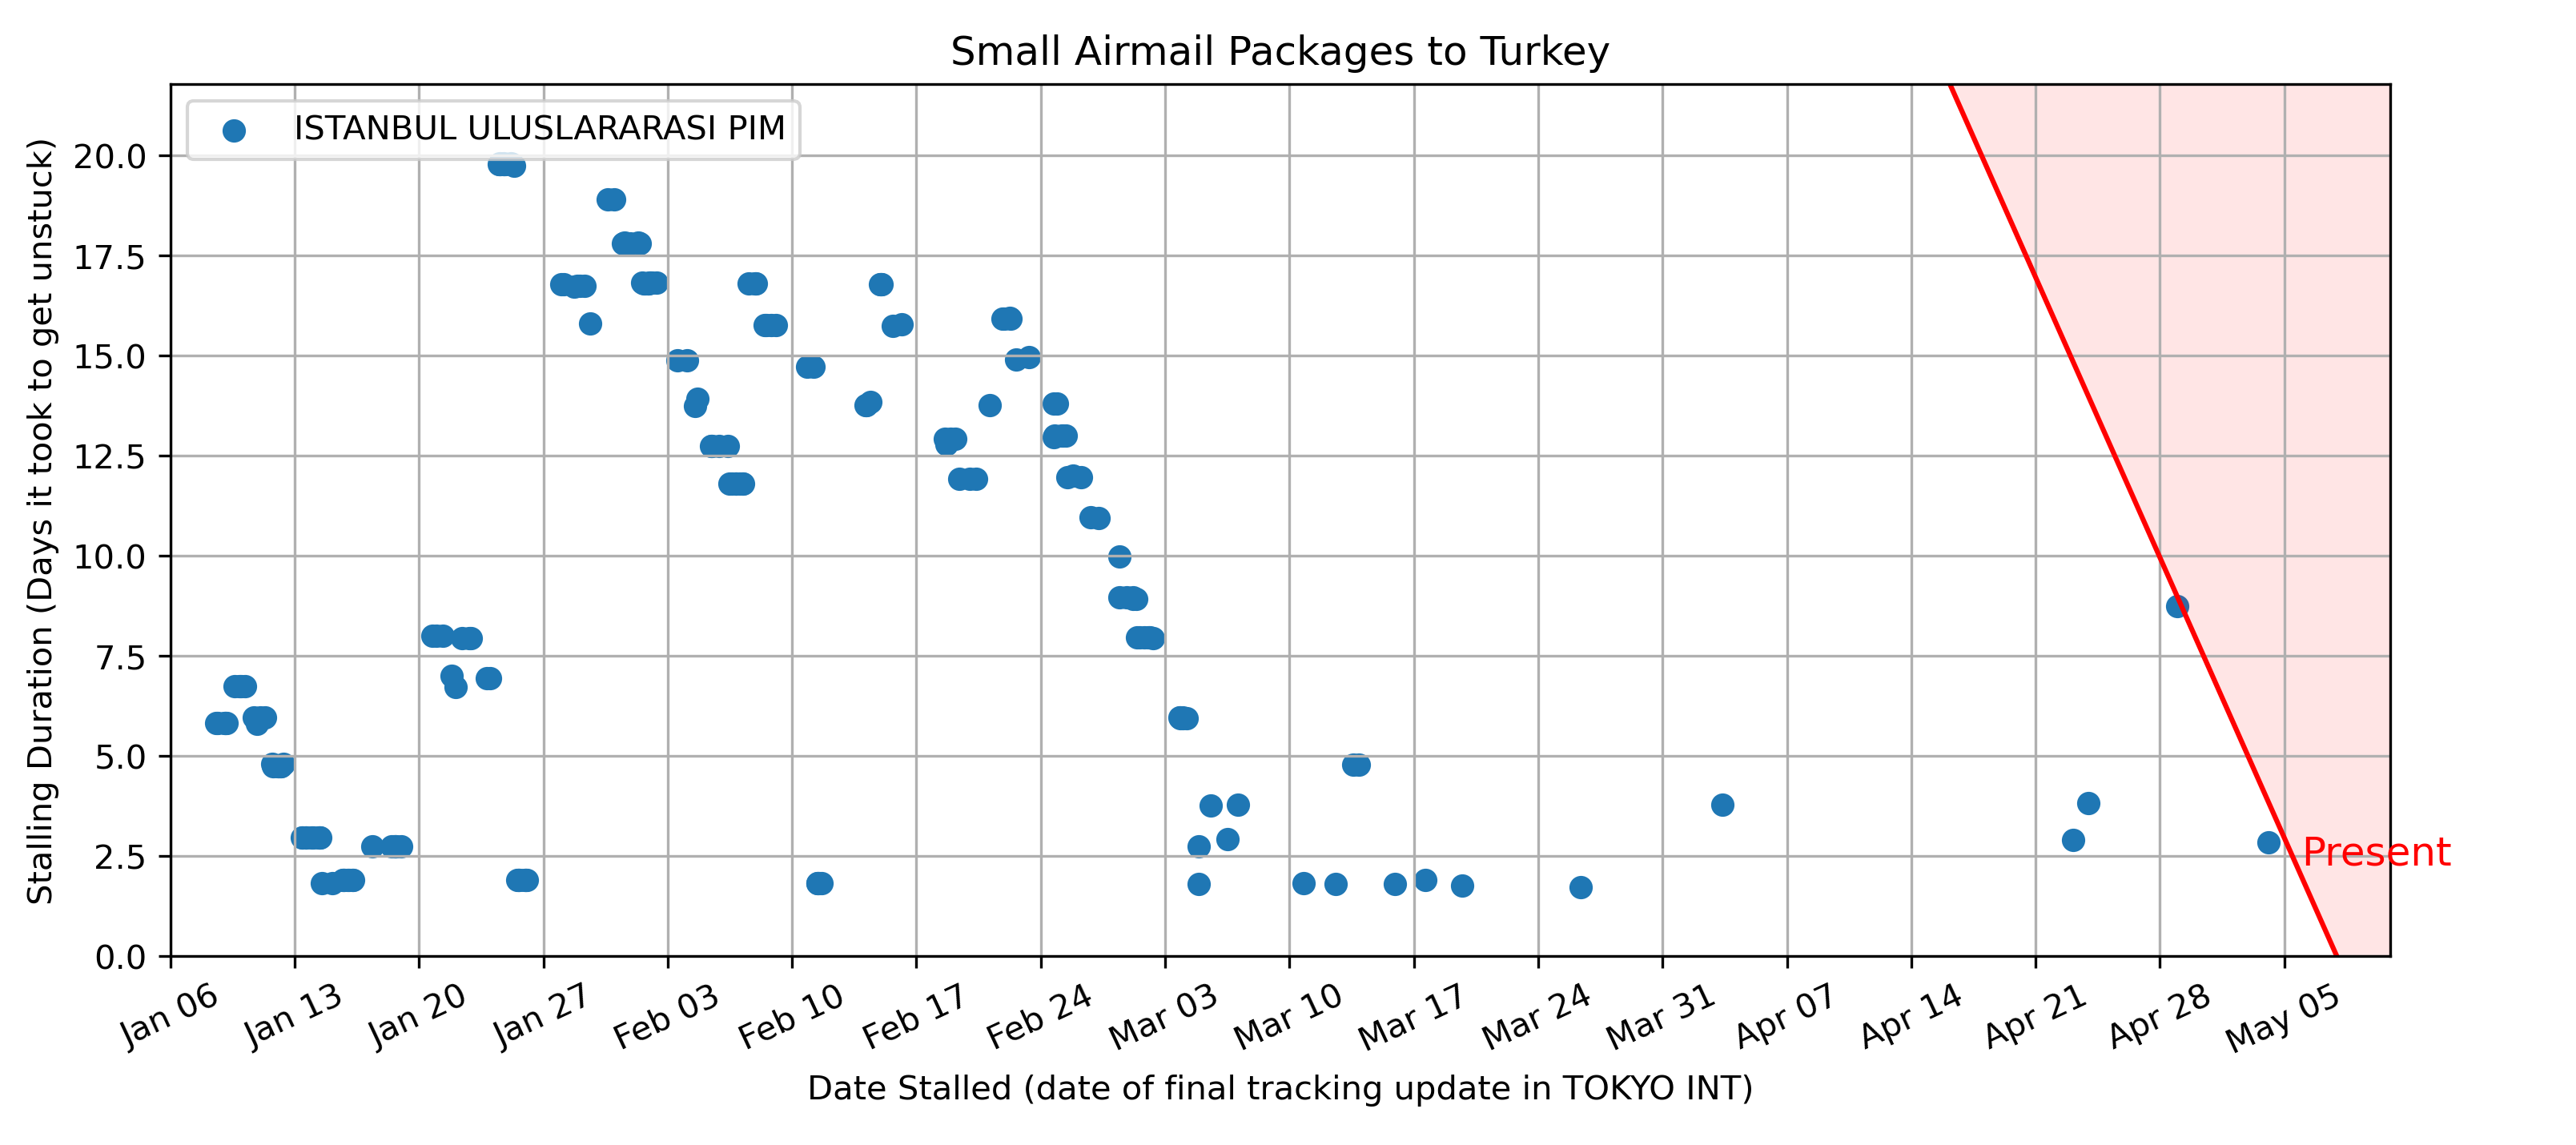 Small Airmail Packages to Turkey
ISTANBUL ULUSLARARASI PIM
Stalling Duration (Days it took to get unstuck)
20.0
17.5
15.0
12.5
10.0
7.5
5.0
2.5
0.0
Present
Jan 06
Jan 13
Jan 20
Jan 27
Feb 03
Feb 10
Feb 17
Feb 24
Mar 03
Mar 10
Mar 17
Mar 24
Mar 31
Apr 07
Apr 14
Apr 21
Apr 28
May 05
Date Stalled (date of final tracking update in TOKYO INT)